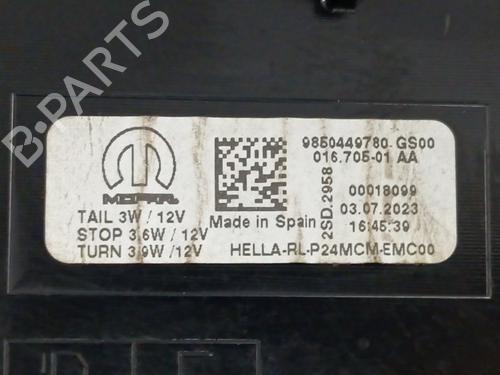 MOPAR
TAIL 3W / 12V
STOP 3,6W / 12V
TURN 3,9W /12V
Made in Spain
2SD.2958
9850449780-GS00
016.705-01 AA
00018099
03.07.2023
16:45:39
HELLA-RL-P24MCM-EMC00
B-PARTS